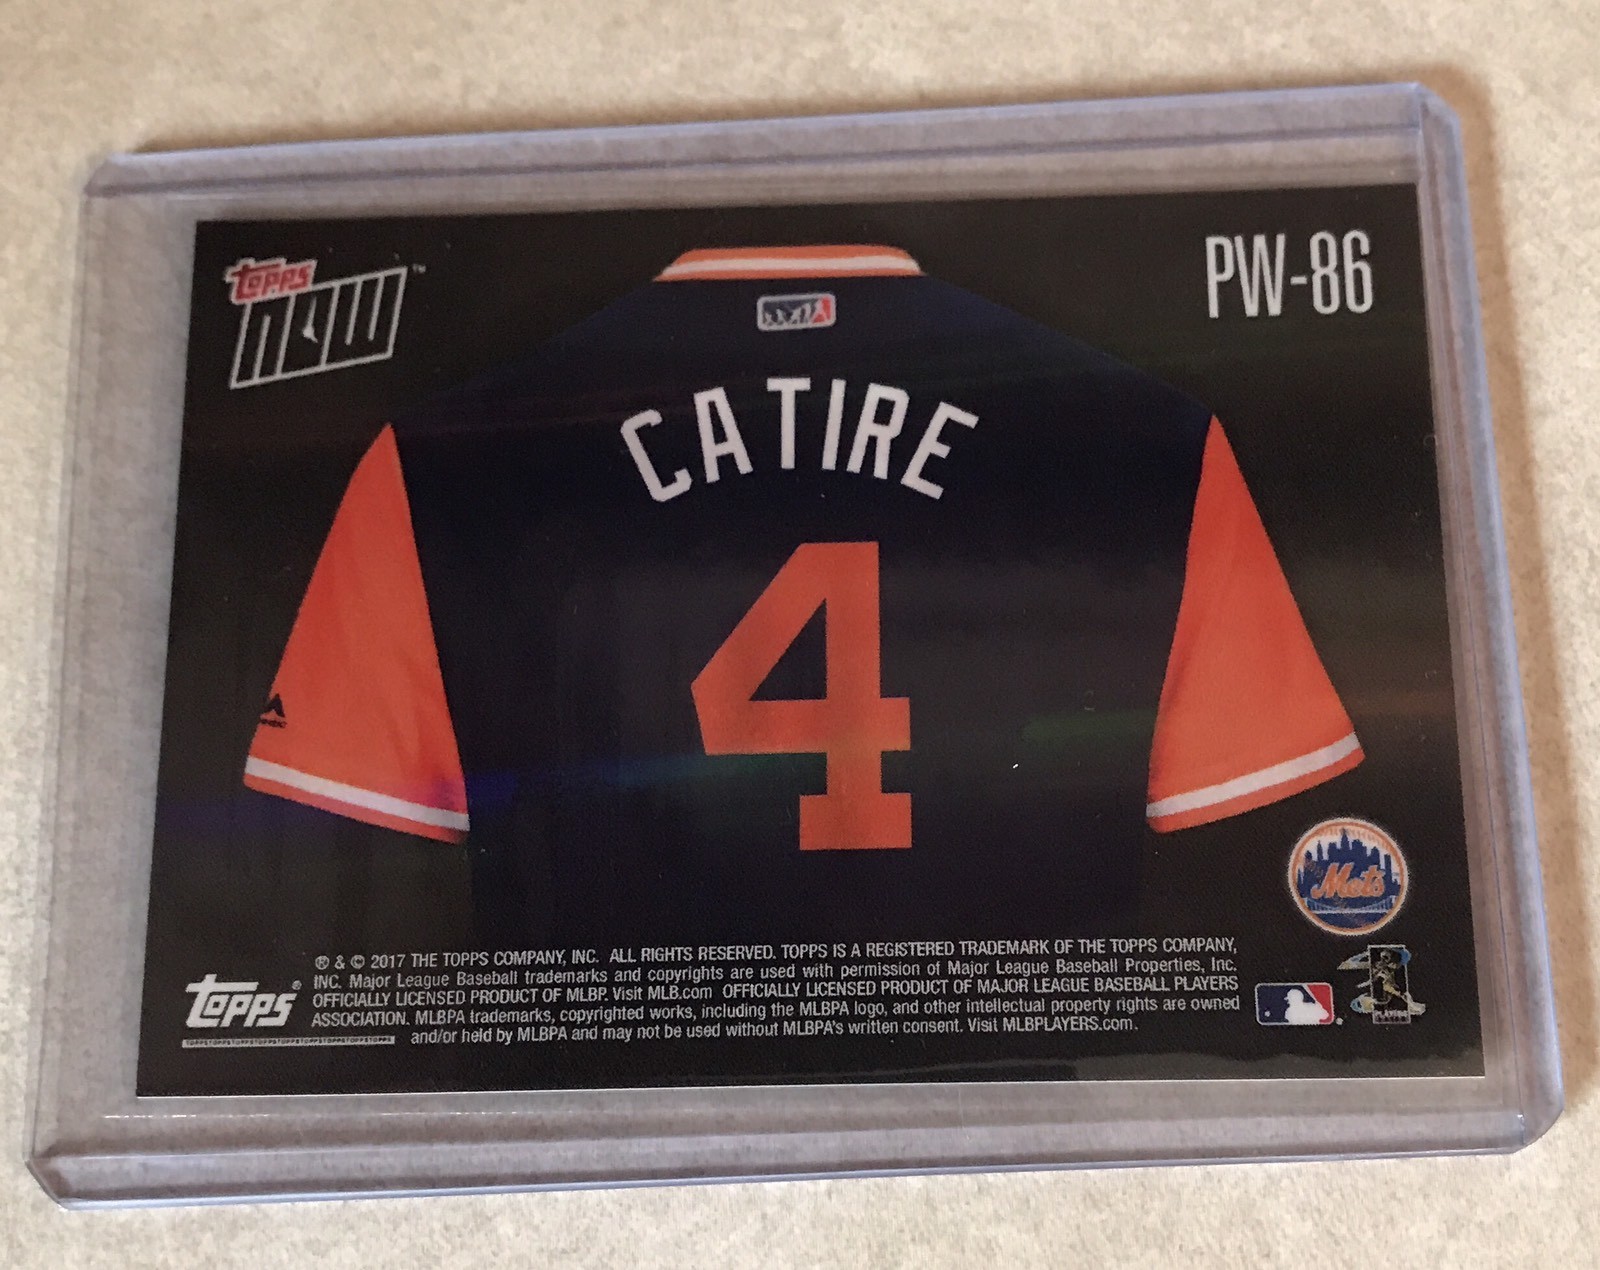 topps
now™
PW-86
CATIRE
4
Mets
® & © 2017 THE TOPPS COMPANY, INC. ALL RIGHTS RESERVED. TOPPS IS A REGISTERED TRADEMARK OF THE TOPPS COMPANY,
INC. Major League Baseball trademarks and copyrights are used with permission of Major League Baseball Properties, Inc.
OFFICIALLY LICENSED PRODUCT OF MLBP. Visit MLB.com OFFICIALLY LICENSED PRODUCT OF MAJOR LEAGUE BASEBALL PLAYERS
ASSOCIATION. MLBPA trademarks, copyrighted works, including the MLBPA logo, and other intellectual property rights are owned
and/or held by MLBPA and may not be used without MLBPA's written consent. Visit MLBPLAYERS.com.
topps®
PLAYERS